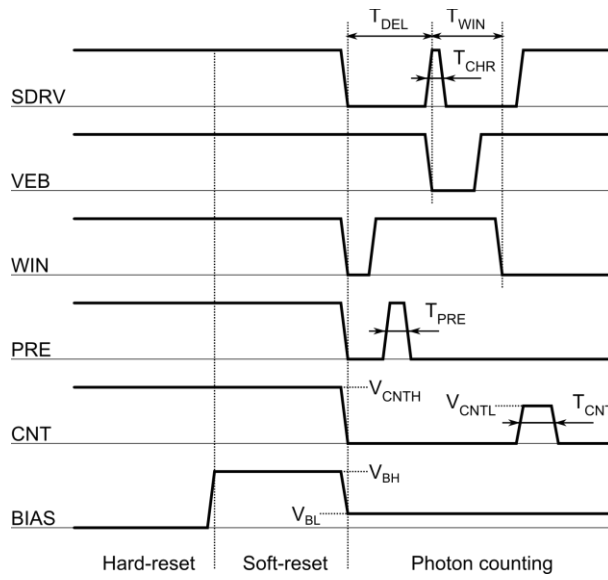 T_DEL T_WIN
T_CHR
SDRV
VEB
WIN
T_PRE
PRE
V_CNTH
V_CNTL T_CNT
CNT
V_BH
V_BL
BIAS
Hard-reset Soft-reset Photon counting